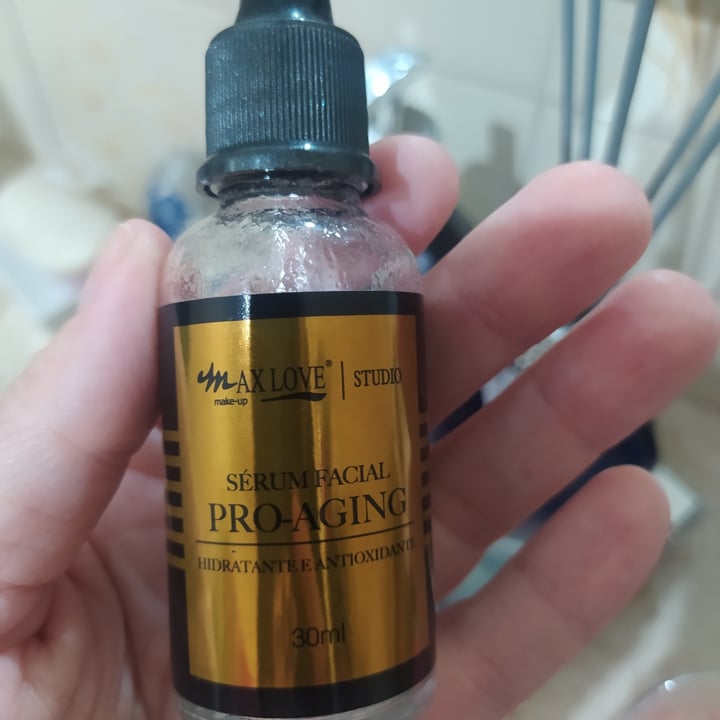 MAX LOVE® | STUDIO
make-up
SÉRUM FACIAL
PRO-AGING
HIDRATANTE E ANTIOXIDANTE
30ml